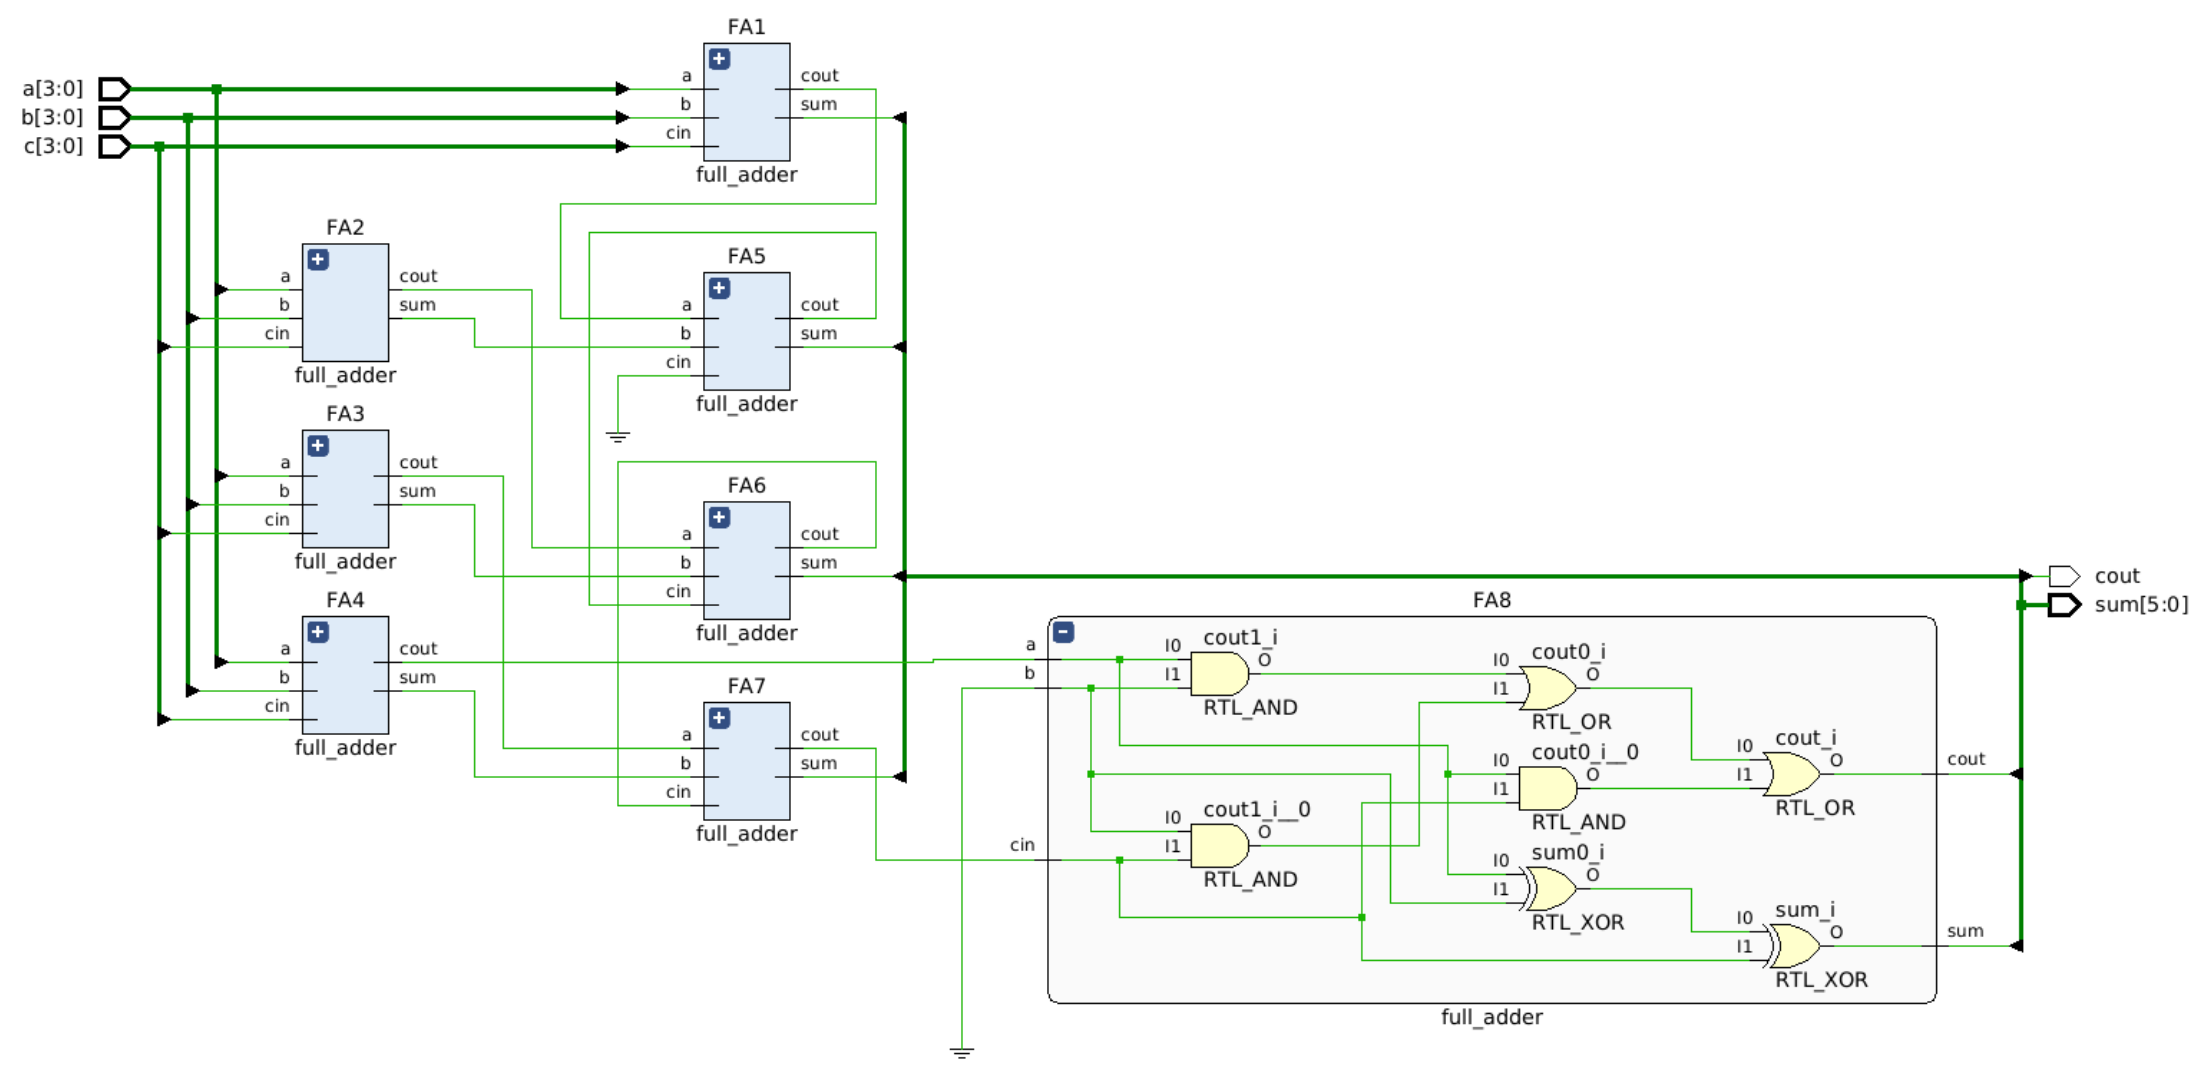 a[3:0]
b[3:0]
c[3:0]
FA1
a
b
cin
cout
sum
full_adder
FA2
a
b
cin
cout
sum
full_adder
FA5
a
b
cin
cout
sum
full_adder
FA3
a
b
cin
cout
sum
full_adder
FA6
a
b
cin
cout
sum
full_adder
FA4
a
b
cin
cout
sum
full_adder
FA7
a
b
cin
cout
sum
full_adder
cout
sum[5:0]
FA8
a
b
cin
cout1_i
I0
I1
O
RTL_AND
cout1_i__0
I0
I1
O
RTL_AND
cout0_i
I0
I1
O
RTL_OR
cout0_i__0
I0
I1
O
RTL_AND
sum0_i
I0
I1
O
RTL_XOR
cout_i
I0
I1
O
RTL_OR
sum_i
I0
I1
O
RTL_XOR
cout
sum
full_adder